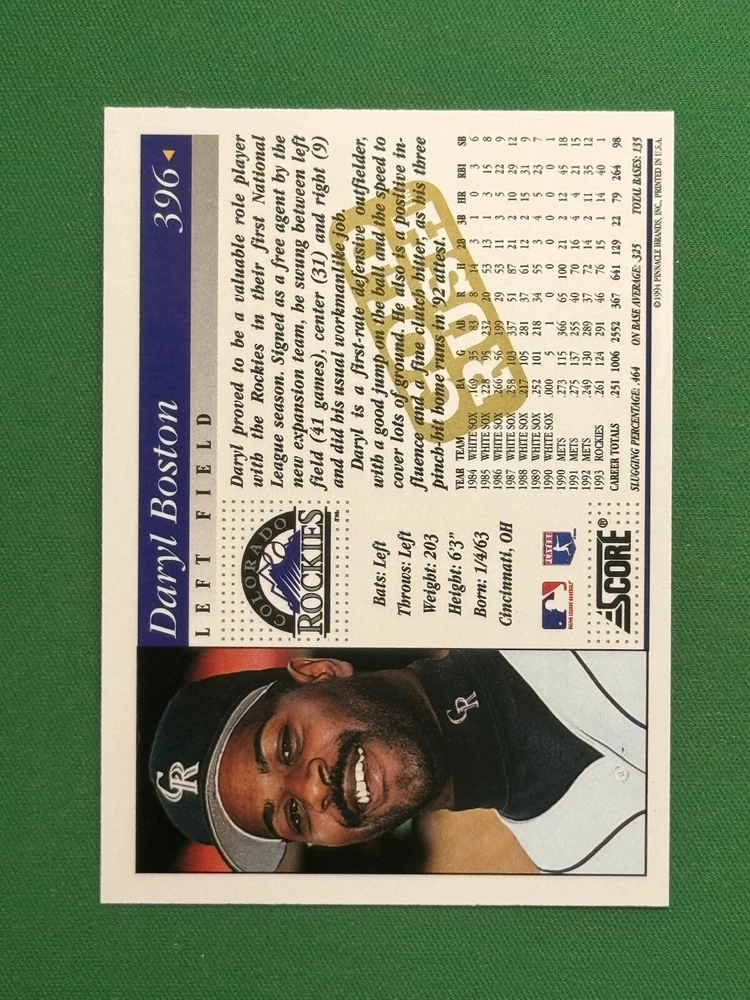 Daryl Boston 396
LEFT FIELD
COLORADO
ROCKIES
TM
Bats: Left
Throws: Left
Weight: 203
Height: 6'3"
Born: 1/4/63
Cincinnati, OH
PLAYERS
SCORE®
Daryl proved to be a valuable role player
with the Rockies in their first National
League season. Signed as a free agent by the
new expansion team, he swung between left
field (41 games), center (31) and right (9)
and did his usual workmanlike job.
Daryl is a first-rate defensive outfielder,
with a good jump on the ball and the speed to
cover lots of ground. He also is a positive in-
fluence and a fine clutch hitter, as his three
pinch-hit home runs in '92 attest.
GOLD
RUSH
YEAR TEAM BA G AB R H 2B 3B HR RBI SB
1984 WHITE SOX .169 35 83 8 14 3 1 0 3 6
1985 WHITE SOX .228 95 232 20 53 13 1 3 15 8
1986 WHITE SOX .266 56 199 29 53 11 3 5 22 9
1987 WHITE SOX .258 103 337 51 87 21 2 10 29 12
1988 WHITE SOX .217 105 281 37 61 12 2 15 31 9
1989 WHITE SOX .252 101 218 34 55 3 4 5 23 7
1990 WHITE SOX .000 5 1 0 0 0 0 0 0 1
1990 METS .273 115 366 65 100 21 2 12 45 18
1991 METS .275 137 255 40 70 16 4 4 21 15
1992 METS .249 130 289 37 72 14 2 11 35 12
1993 ROCKIES .261 124 291 46 76 15 1 14 40 1
CAREER TOTALS .251 1006 2552 367 641 129 22 79 264 98
SLUGGING PERCENTAGE: .464 ON BASE AVERAGE: .325 TOTAL BASES: 135
©1994 PINNACLE BRANDS, INC., PRINTED IN U.S.A.
CR
CR